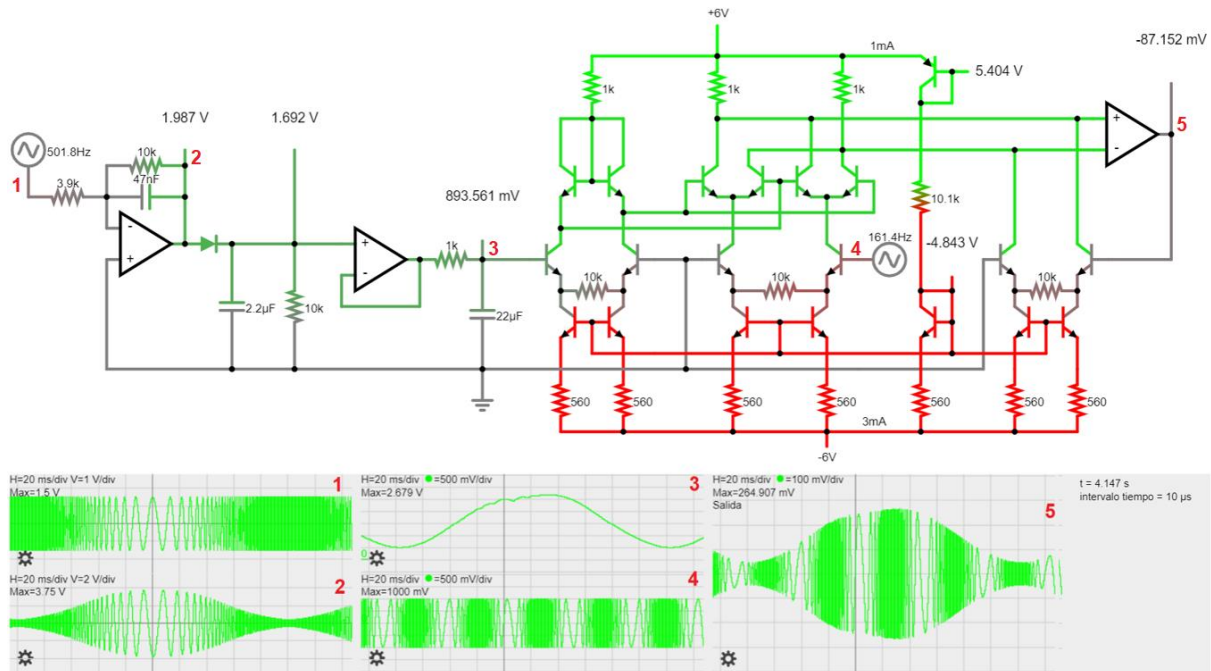 +6V
-87.152 mV
1mA
5.404 V
1k
1k
1k
1.987 V
1.692 V
501.8Hz
10k
2
+
5
-
1
3.9k
47nF
893.561 mV
10.1k
-
+
+
-
1k
3
161.4Hz
4
-4.843 V
2.2µF
10k
22µF
10k
10k
10k
560
560
560
560
560
560
560
3mA
-6V
H=20 ms/div V=1 V/div
Max=1.5 V
1
H=20 ms/div =500 mV/div
Max=2.679 V
3
H=20 ms/div =100 mV/div
Max=264.907 mV
Salida
5
t = 4.147 s
intervalo tiempo = 10 µs
H=20 ms/div V=2 V/div
Max=3.75 V
2
H=20 ms/div =500 mV/div
Max=1000 mV
4